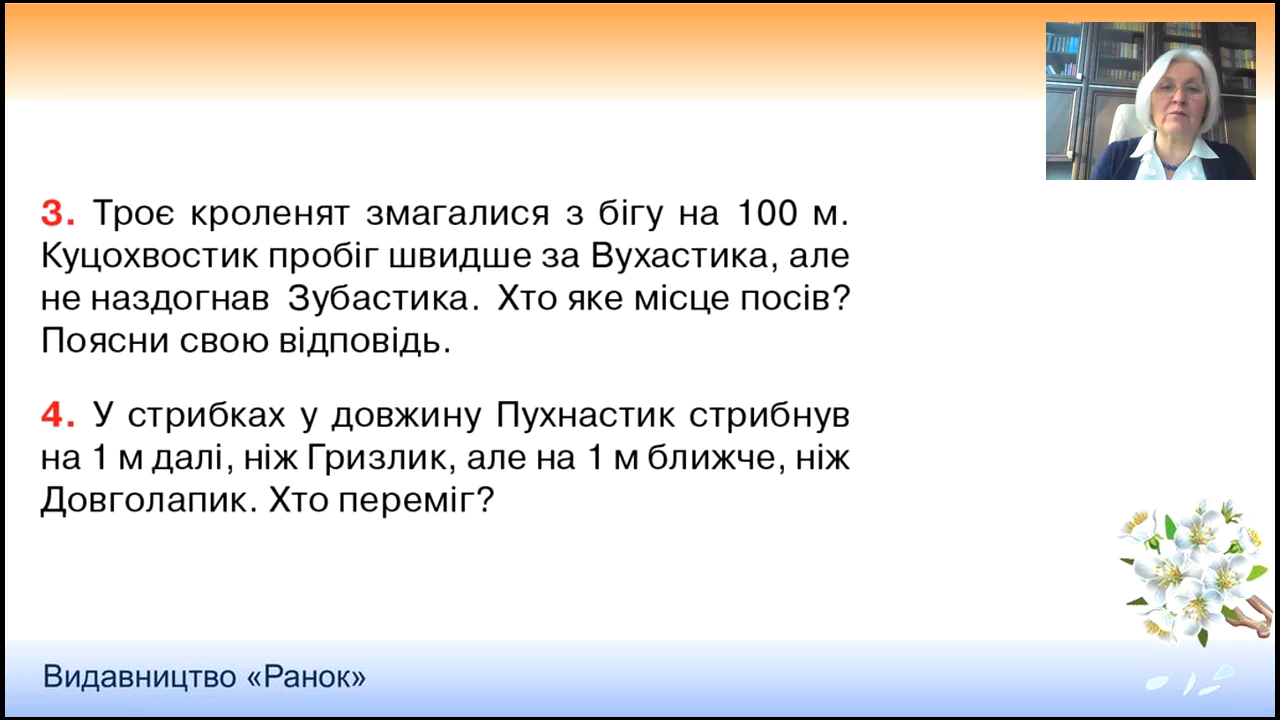 3. Троє кроленят змагалися з бігу на 100 м.
Куцохвостик пробіг швидше за Вухастика, але
не наздогнав Зубастика. Хто яке місце посів?
Поясни свою відповідь.
4. У стрибках у довжину Пухнастик стрибнув
на 1 м далі, ніж Гризлик, але на 1 м ближче, ніж
Довголапик. Хто переміг?
Видавництво «Ранок»